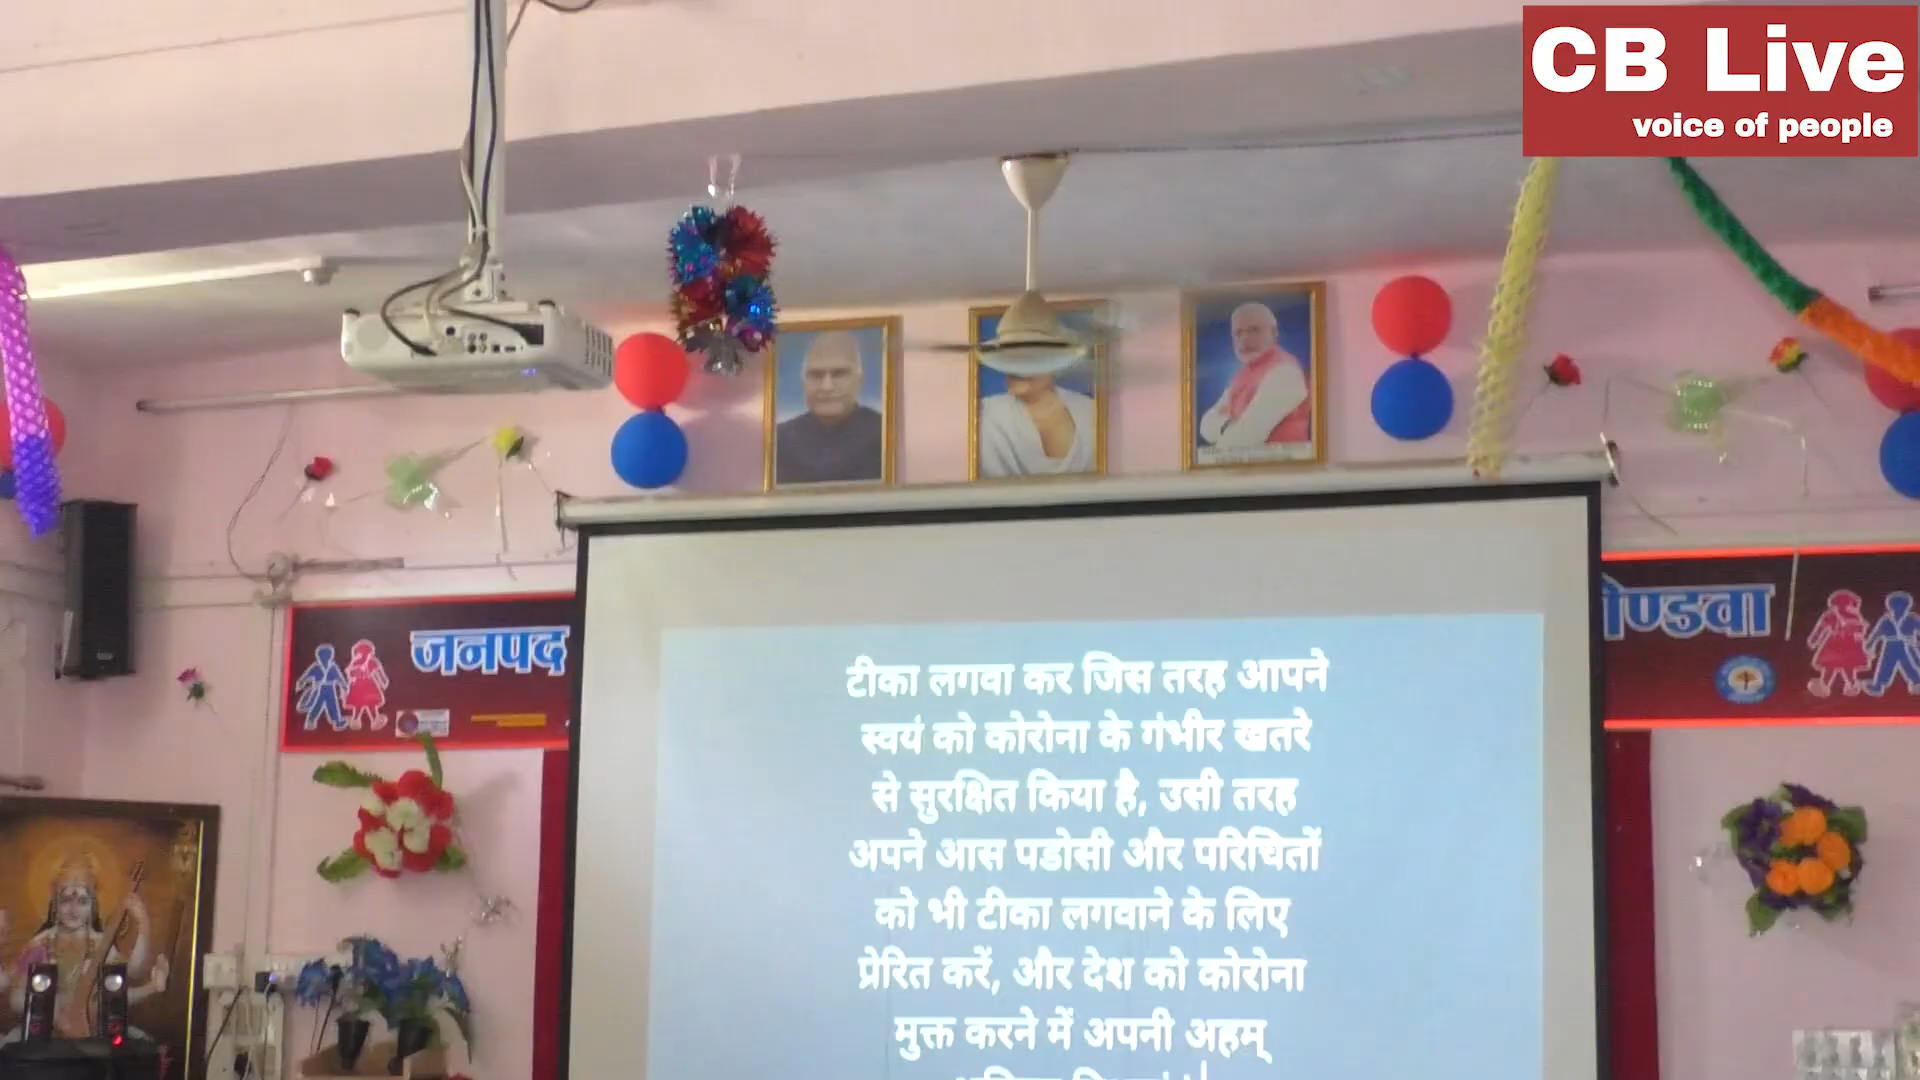 CB Live
voice of people
जनपद
टीका लगवा कर जिस तरह आपने
स्वयं को कोरोना के गंभीर खतरे
से सुरक्षित किया है, उसी तरह
अपने आस पडोसी और परिचितों
को भी टीका लगवाने के लिए
प्रेरित करें, और देश को कोरोना
मुक्त करने में अपनी अहम्